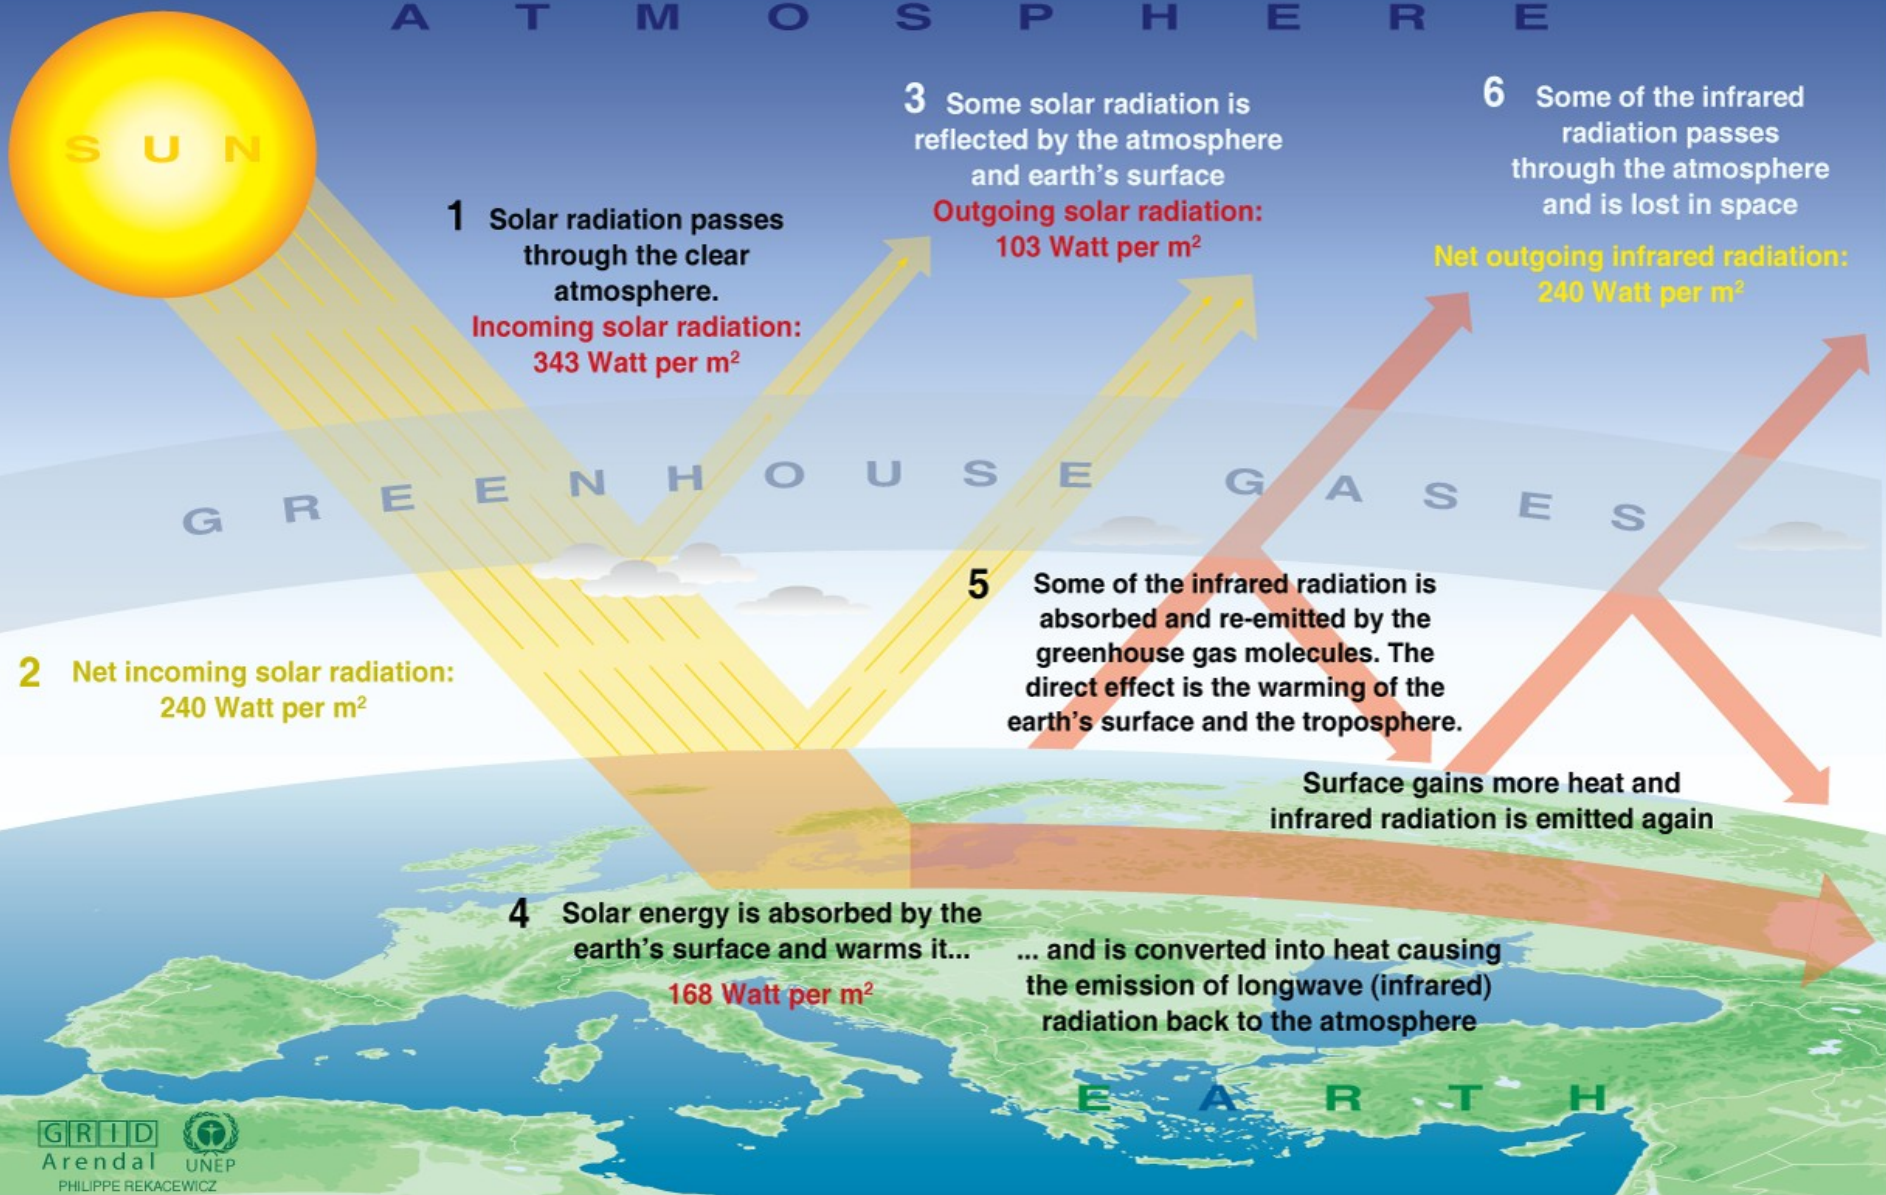 ATMOSPHERE
SUN
1 Solar radiation passes
through the clear
atmosphere.
Incoming solar radiation:
343 Watt per m²
3 Some solar radiation is
reflected by the atmosphere
and earth's surface
Outgoing solar radiation:
103 Watt per m²
6 Some of the infrared
radiation passes
through the atmosphere
and is lost in space
Net outgoing infrared radiation:
240 Watt per m²
GREENHOUSE GASES
2 Net incoming solar radiation:
240 Watt per m²
5 Some of the infrared radiation is
absorbed and re-emitted by the
greenhouse gas molecules. The
direct effect is the warming of the
earth's surface and the troposphere.
Surface gains more heat and
infrared radiation is emitted again
4 Solar energy is absorbed by the
earth's surface and warms it...
168 Watt per m²
... and is converted into heat causing
the emission of longwave (infrared)
radiation back to the atmosphere
EARTH
GRID
Arendal
UNEP
PHILIPPE REKACEWICZ